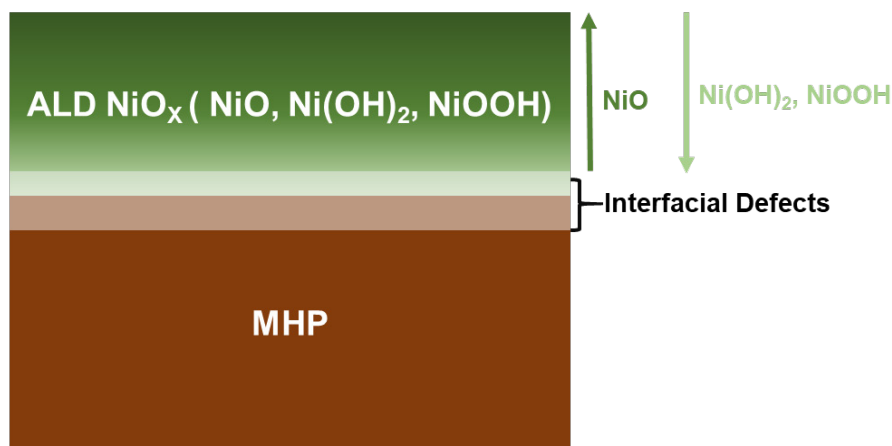 ALD NiOₓ ( NiO, Ni(OH)₂, NiOOH)
NiO
Ni(OH)₂, NiOOH
Interfacial Defects
MHP